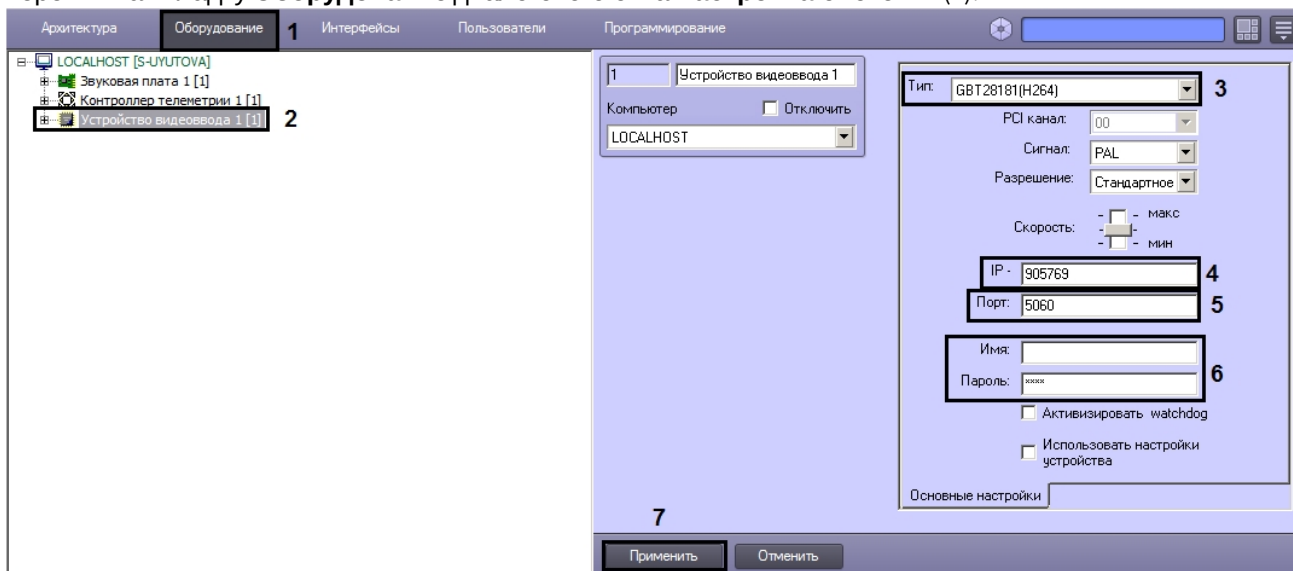 Архитектура Оборудование 1 Интерфейсы Пользователи Программирование
LOCALHOST [S-UYUTOVA]
Звуковая плата 1 [1]
Контроллер телеметрии 1 [1]
Устройство видеоввода 1 [1] 2
1 Устройство видеоввода 1
Компьютер Отключить
LOCALHOST
Тип: GBT28181(H264) 3
PCI канал: 00
Сигнал: PAL
Разрешение: Стандартное
Скорость: - - макс
- -
- - мин
IP - 905769 4
Порт: 5060 5
Имя:
Пароль: **** 6
Активизировать watchdog
Использовать настройки
устройства
Основные настройки
7
Применить Отменить